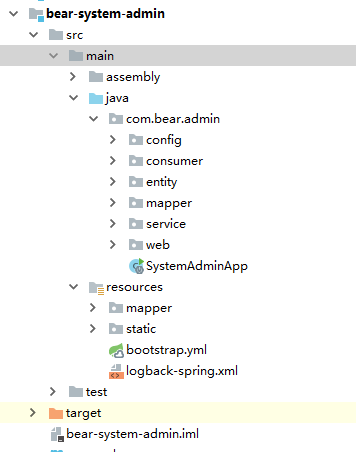 bear-system-admin
src
main
assembly
java
com.bear.admin
config
consumer
entity
mapper
service
web
SystemAdminApp
resources
mapper
static
bootstrap.yml
logback-spring.xml
test
target
bear-system-admin.iml